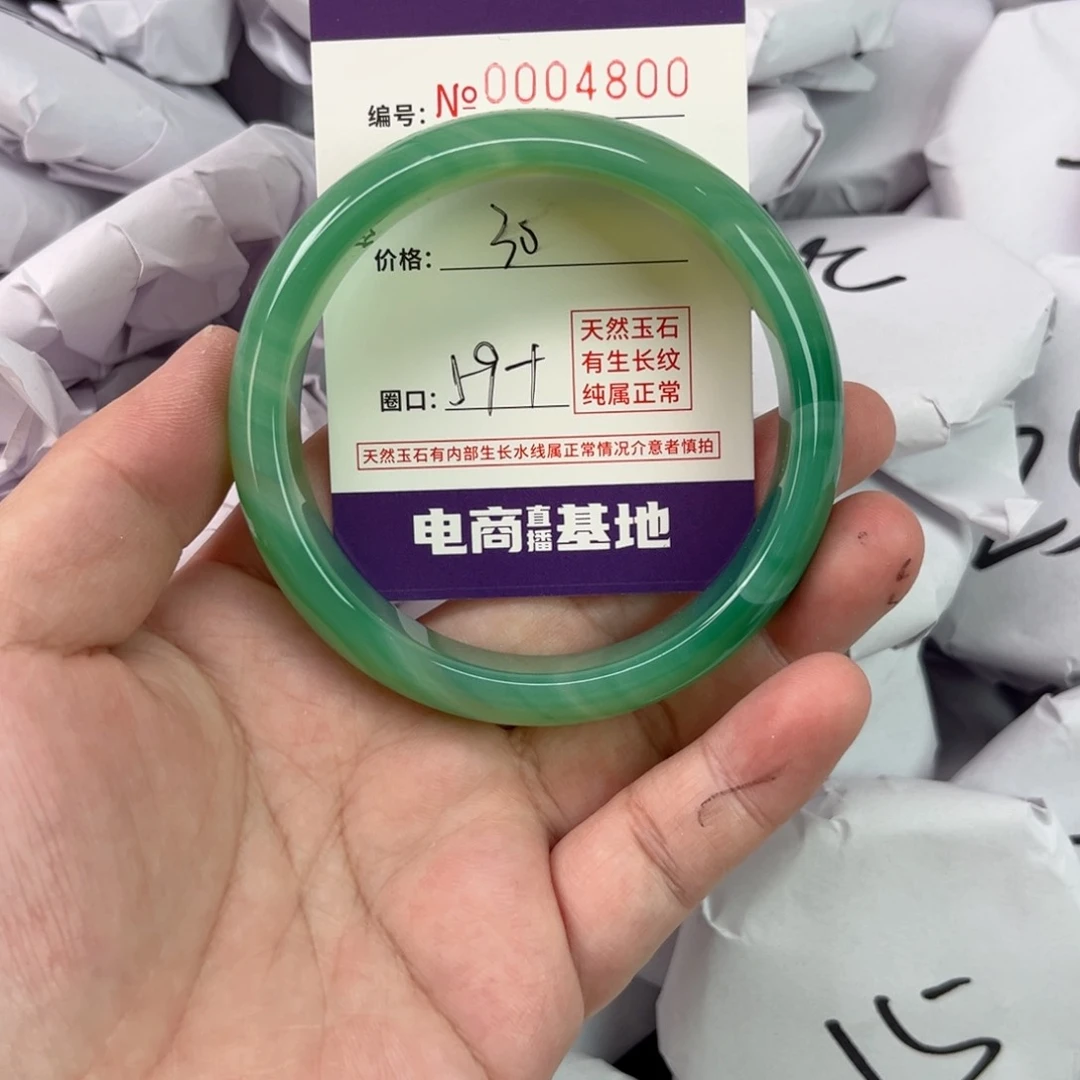 编号: №0004800
价格: 30
圈口: 59+
天然玉石
有生长纹
纯属正常
天然玉石有内部生长水线属正常情况介意者慎拍
电商直播基地
15